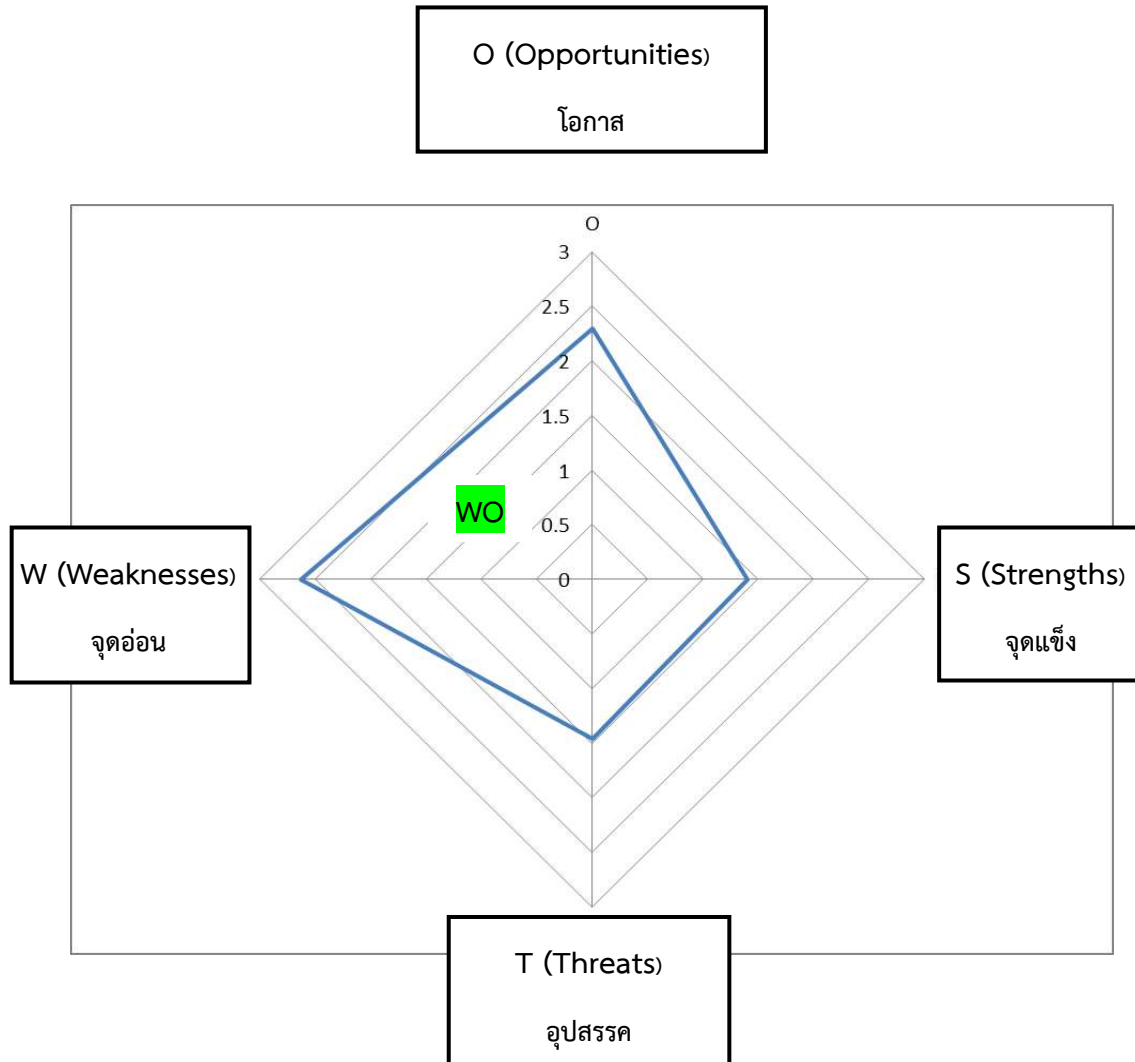 O (Opportunities)
โอกาส
O
3
2.5
2
1.5
1
WO
0.5
0
W (Weaknesses)
จุดอ่อน
S (Strengths)
จุดแข็ง
T (Threats)
อุปสรรค